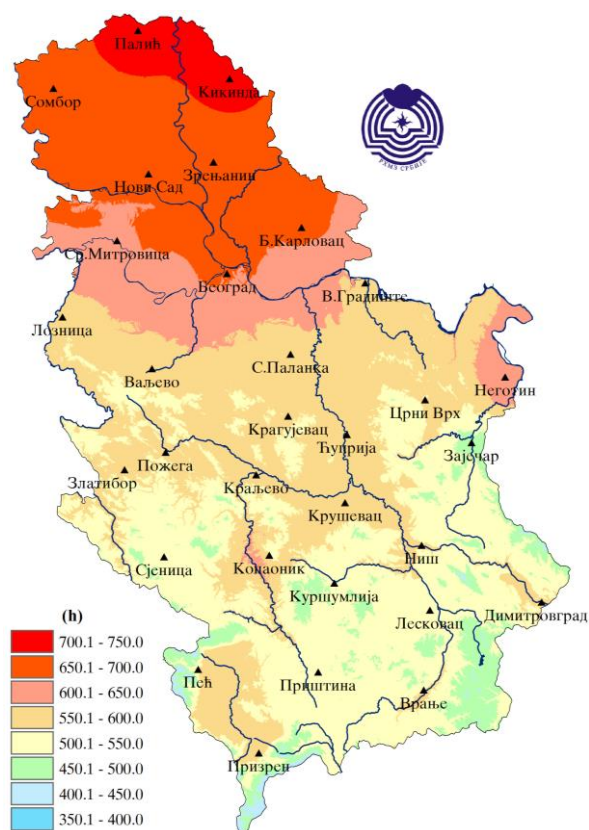 Палић
Кикинда
Сомбор
Зрењанин
Нови Сад
Б.Карловац
Ср.Митровица
Београд
В.Градиште
Лозница
С.Паланка
Ваљево
Неготин
Црни Врх
Крагујевац
Ћуприја
Зајечар
Пожега
Златибор
Краљево
Крушевац
Ниш
Копаоник
Сјеница
Куршумлија
Димитровград
Лесковац
(h)
700.1 - 750.0
650.1 - 700.0
600.1 - 650.0
550.1 - 600.0
500.1 - 550.0
450.1 - 500.0
400.1 - 450.0
350.1 - 400.0
Пећ
Приштина
Врање
Призрен
РХМЗ СРБИЈЕ